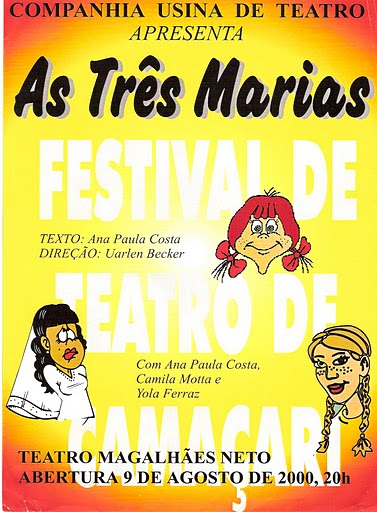 COMPANHIA USINA DE TEATRO
APRESENTA
As Três Marias
FESTIVAL DE
TEXTO: Ana Paula Costa
DIREÇÃO: Uarlen Becker
TEATRO DE
Com Ana Paula Costa,
Camila Motta e
Yola Ferraz
CAMAÇARI
TEATRO MAGALHÃES NETO
ABERTURA 9 DE AGOSTO DE 2000, 20h